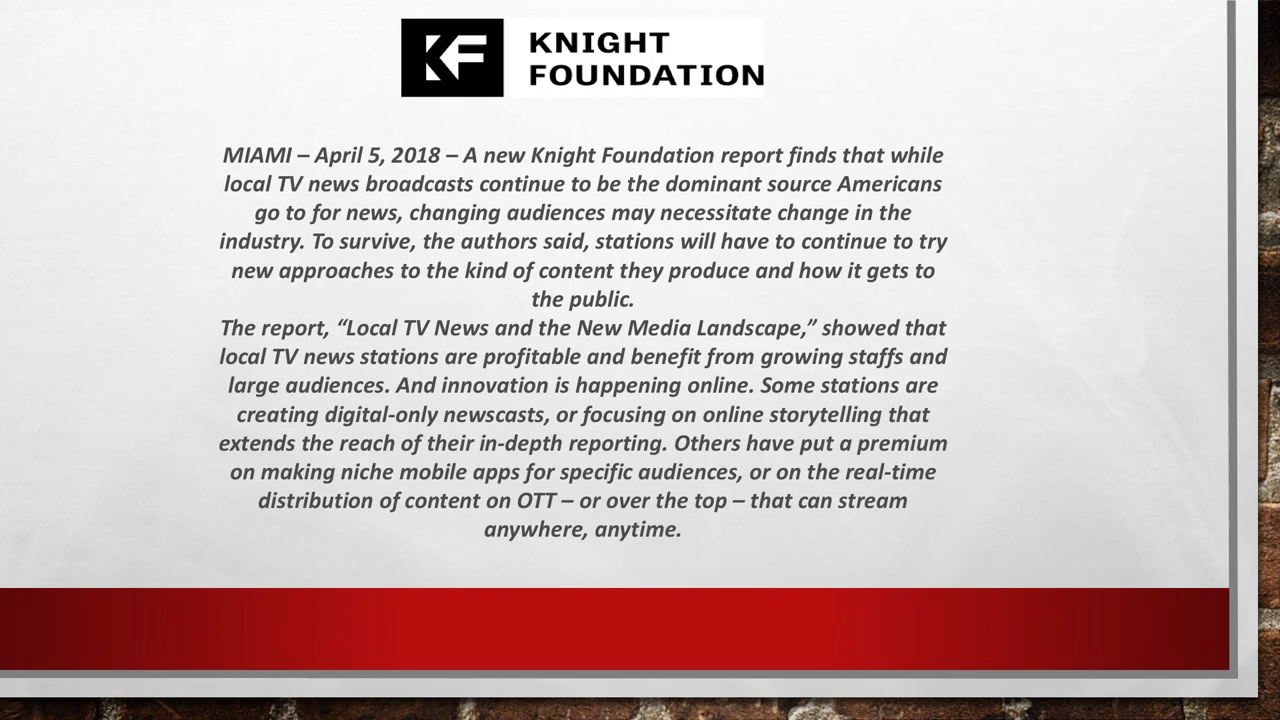 KF KNIGHT
FOUNDATION
MIAMI – April 5, 2018 – A new Knight Foundation report finds that while
local TV news broadcasts continue to be the dominant source Americans
go to for news, changing audiences may necessitate change in the
industry. To survive, the authors said, stations will have to continue to try
new approaches to the kind of content they produce and how it gets to
the public.
The report, “Local TV News and the New Media Landscape,” showed that
local TV news stations are profitable and benefit from growing staffs and
large audiences. And innovation is happening online. Some stations are
creating digital-only newscasts, or focusing on online storytelling that
extends the reach of their in-depth reporting. Others have put a premium
on making niche mobile apps for specific audiences, or on the real-time
distribution of content on OTT – or over the top – that can stream
anywhere, anytime.